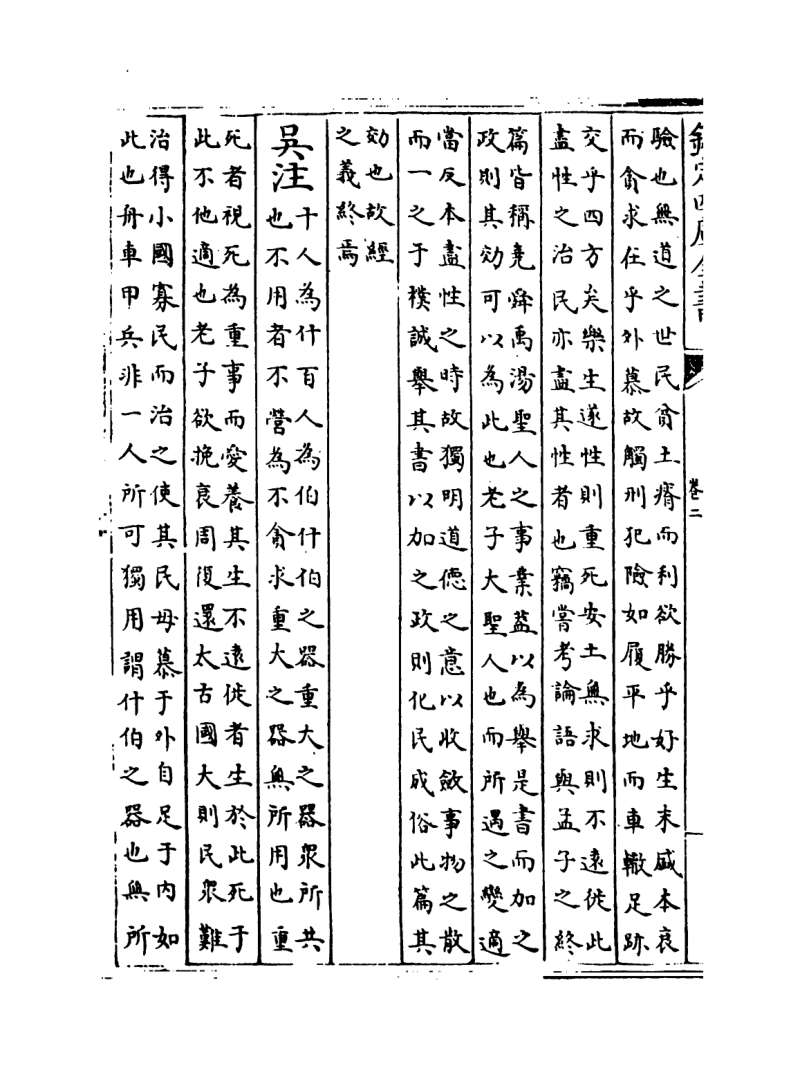 欽定四庫全書
卷二
驗也無道之世民貧土瘠而利欲勝乎好生末盛本衰
而貪求任乎外慕故觸刑犯險如履平地而車轍足跡
交乎四方矣樂生遂性則重死安土無求則不遠徙此
盡性之治民亦盡其性者也竊嘗考論語與孟子之終
篇皆稱堯舜禹湯聖人之事業蓋以為舉是書而加之
政則其効可以為此也老子大聖人也而所遇之變適
當反本盡性之時故獨明道德之意以收斂事物之散
而一之于樸誠舉其書以加之政則化民成俗此篇其
効也故經
之義終焉
吳注
十人為什百人為伯什伯之器重大之器衆所共
也不用者不營為不貪求重大之器無所用也重
死者視死為重事而愛養其生不遠徙者生於此死于
此不他適也老子欲挽衰周復還太古國大則民衆難
治得小國寡民而治之使其民毋慕于外自足于内如
此也舟車甲兵非一人所可獨用謂什伯之器也無所